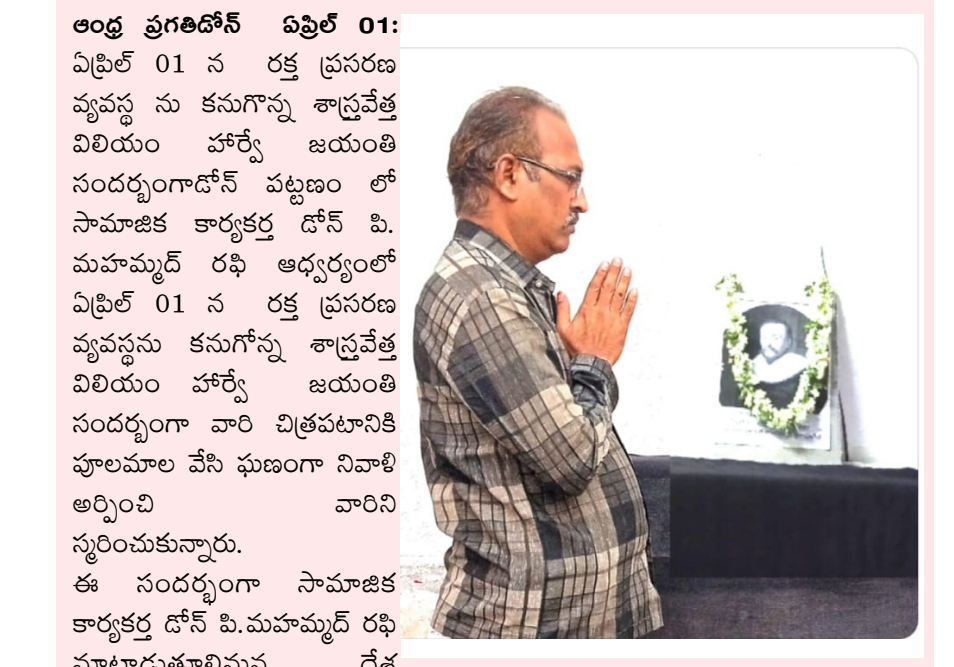 ఆంధ్ర ప్రగతిడోన్ ఏప్రిల్ 01:
ఏప్రిల్ 01 న రక్త ప్రసరణ
వ్యవస్థ ను కనుగొన్న శాస్త్రవేత్త
విలియం హార్వే జయంతి
సందర్బంగాడోన్ పట్టణం లో
సామాజిక కార్యకర్త డోన్ పి.
మహమ్మద్ రఫి ఆధ్వర్యంలో
ఏప్రిల్ 01 న రక్త ప్రసరణ
వ్యవస్థను కనుగోన్న శాస్త్రవేత్త
విలియం హార్వే జయంతి
సందర్బంగా వారి చిత్రపటానికి
పూలమాల వేసి ఘణంగా నివాళి
అర్పించి వారిని
స్మరించుకున్నారు.
ఈ సందర్భంగా సామాజిక
కార్యకర్త డోన్ పి.మహమ్మద్ రఫి